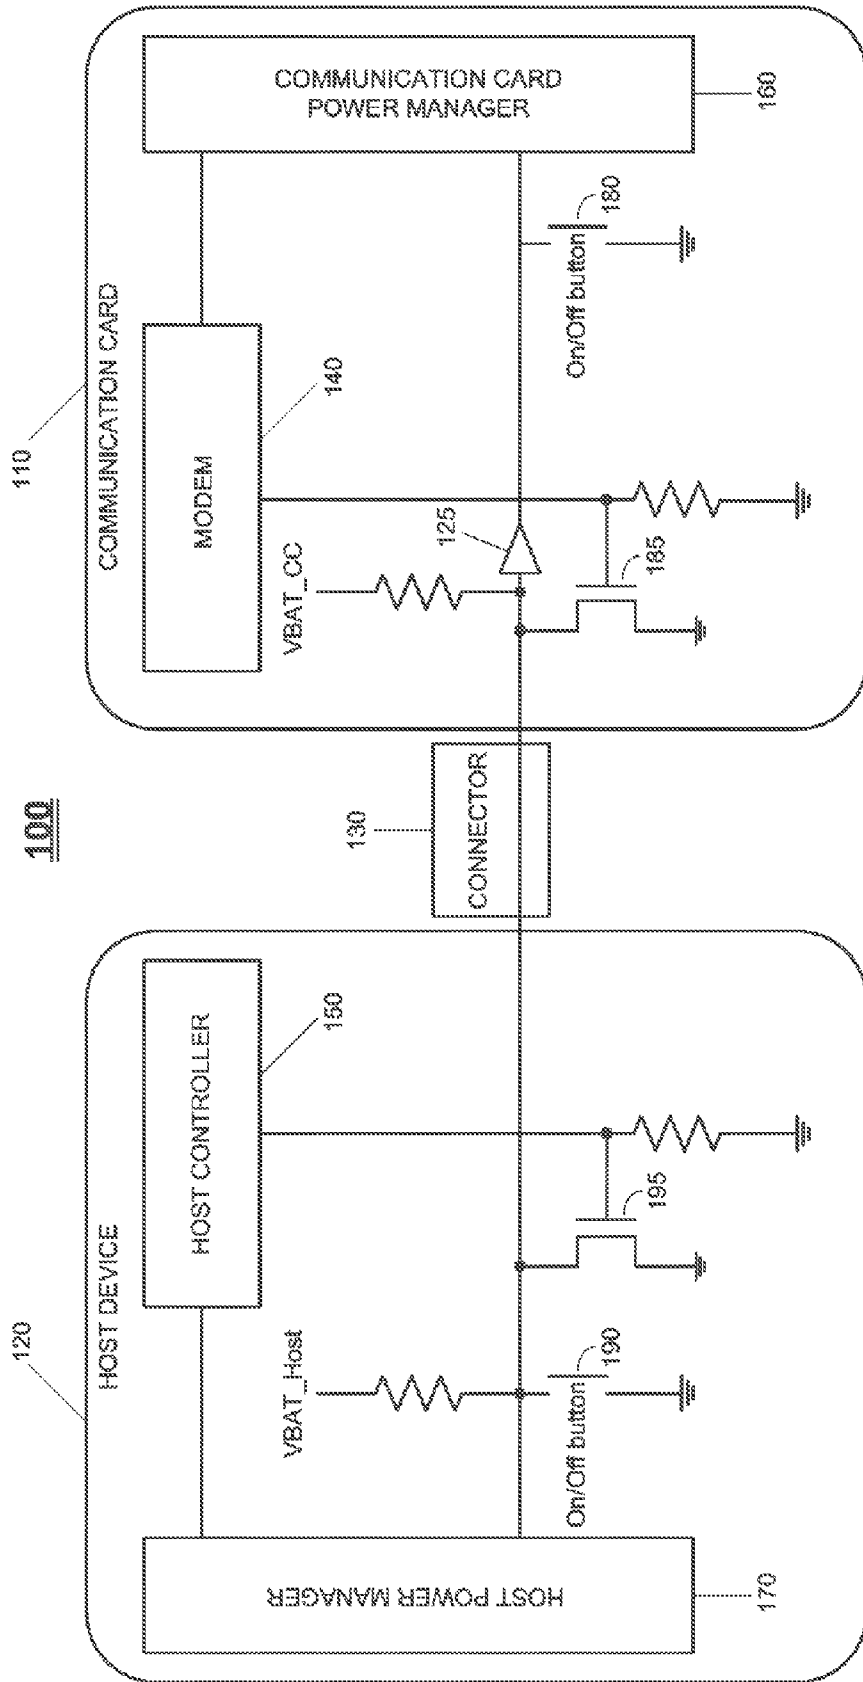 100
120
HOST DEVICE
HOST CONTROLLER
150
VBAT_Host
HOST POWER MANAGER
170
On/Off button
190
195
130
CONNECTOR
110
COMMUNICATION CARD
MODEM
140
COMMUNICATION CARD
POWER MANAGER
160
VBAT_CC
125
185
On/Off button
180